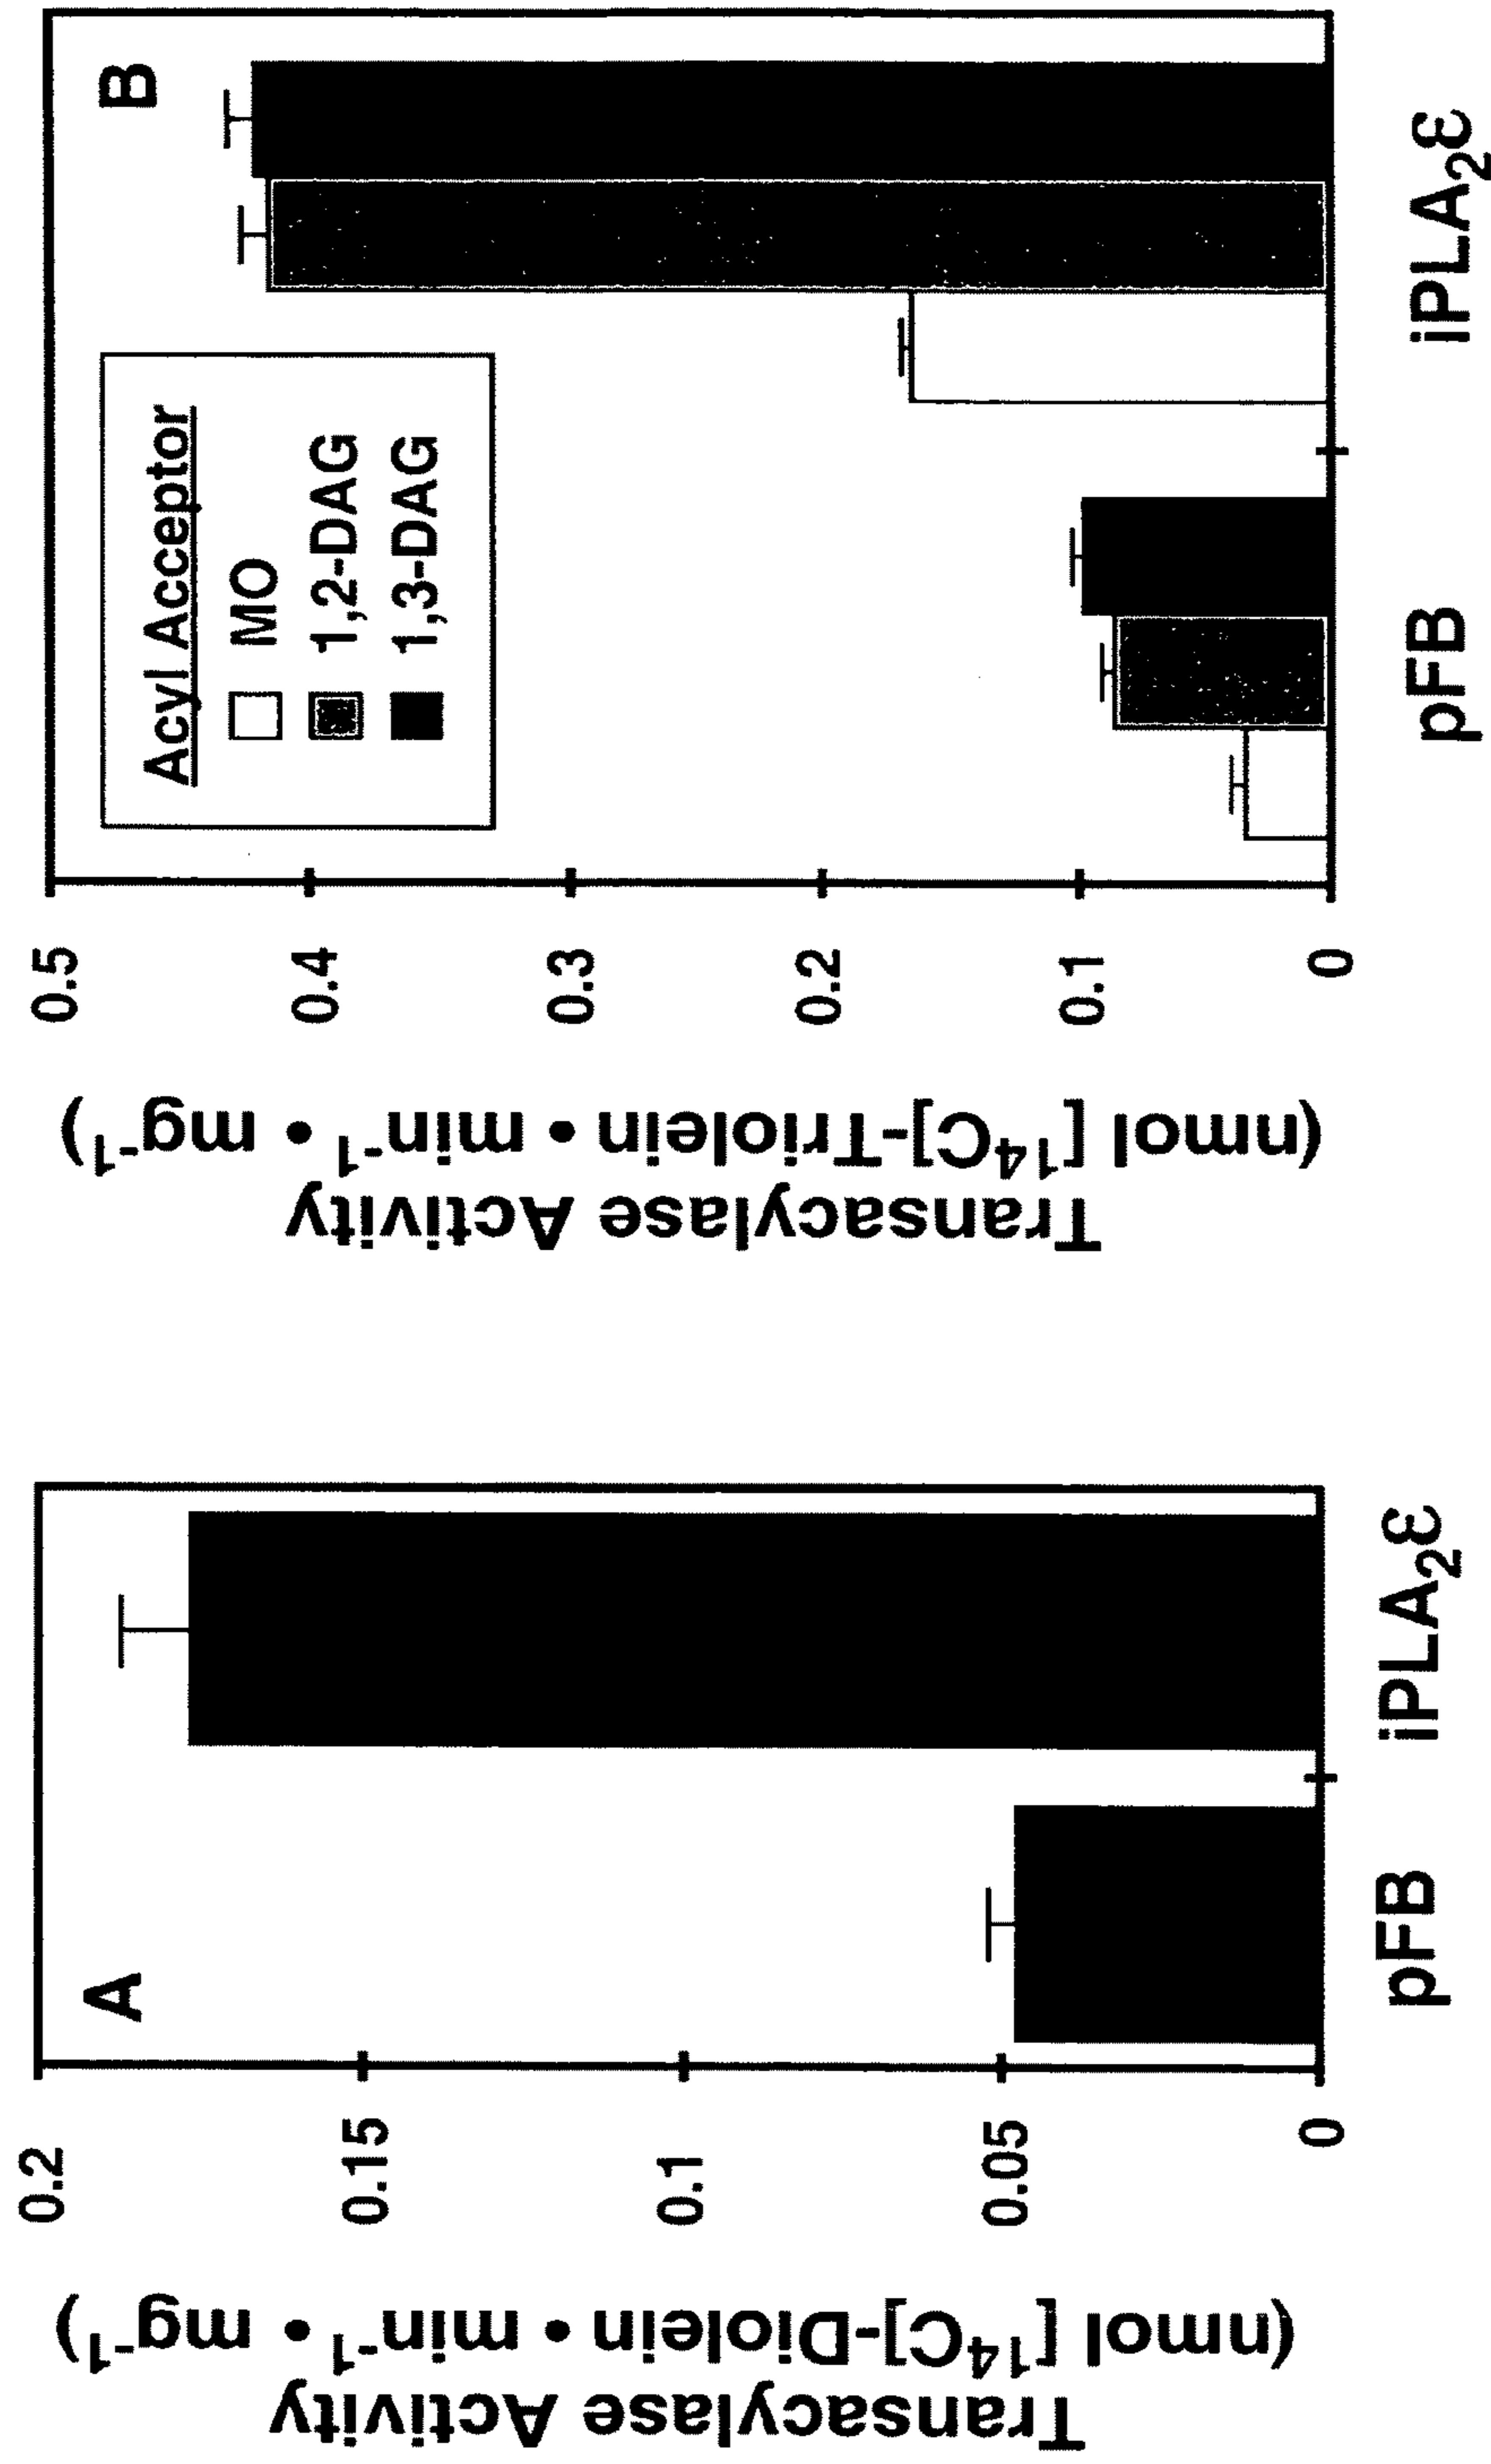 A
Transacylase Activity
(nmol [¹⁴C]-Diolein • min⁻¹ • mg⁻¹)
0.2
0.15
0.1
0.05
0
pFB
iPLA₂ε
B
Transacylase Activity
(nmol [¹⁴C]-Triolein • min⁻¹ • mg⁻¹)
0.5
0.4
0.3
0.2
0.1
0
Acyl Acceptor
MO
1,2-DAG
1,3-DAG
pFB
iPLA₂ε